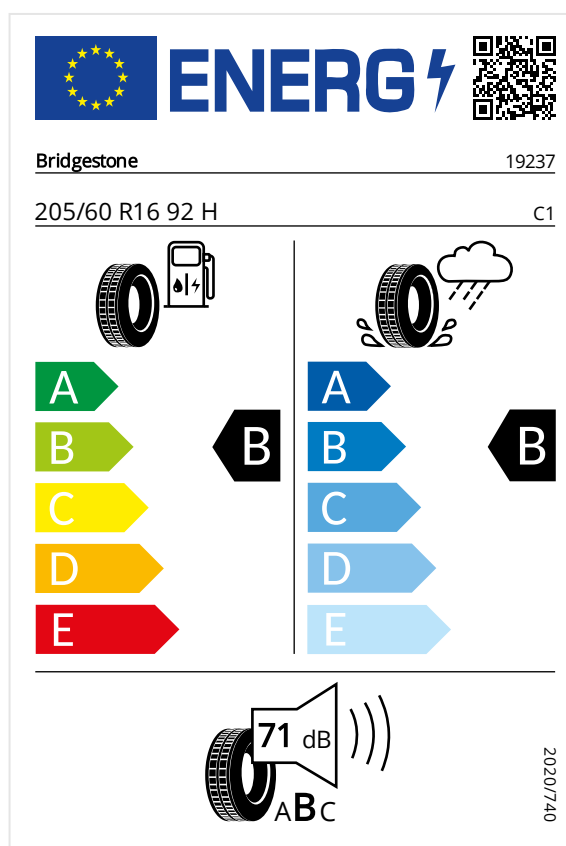 ENERG
Bridgestone 19237
205/60 R16 92 H C1
A A
B B B B
C C
D D
E E
71 dB
ABC
2020/740